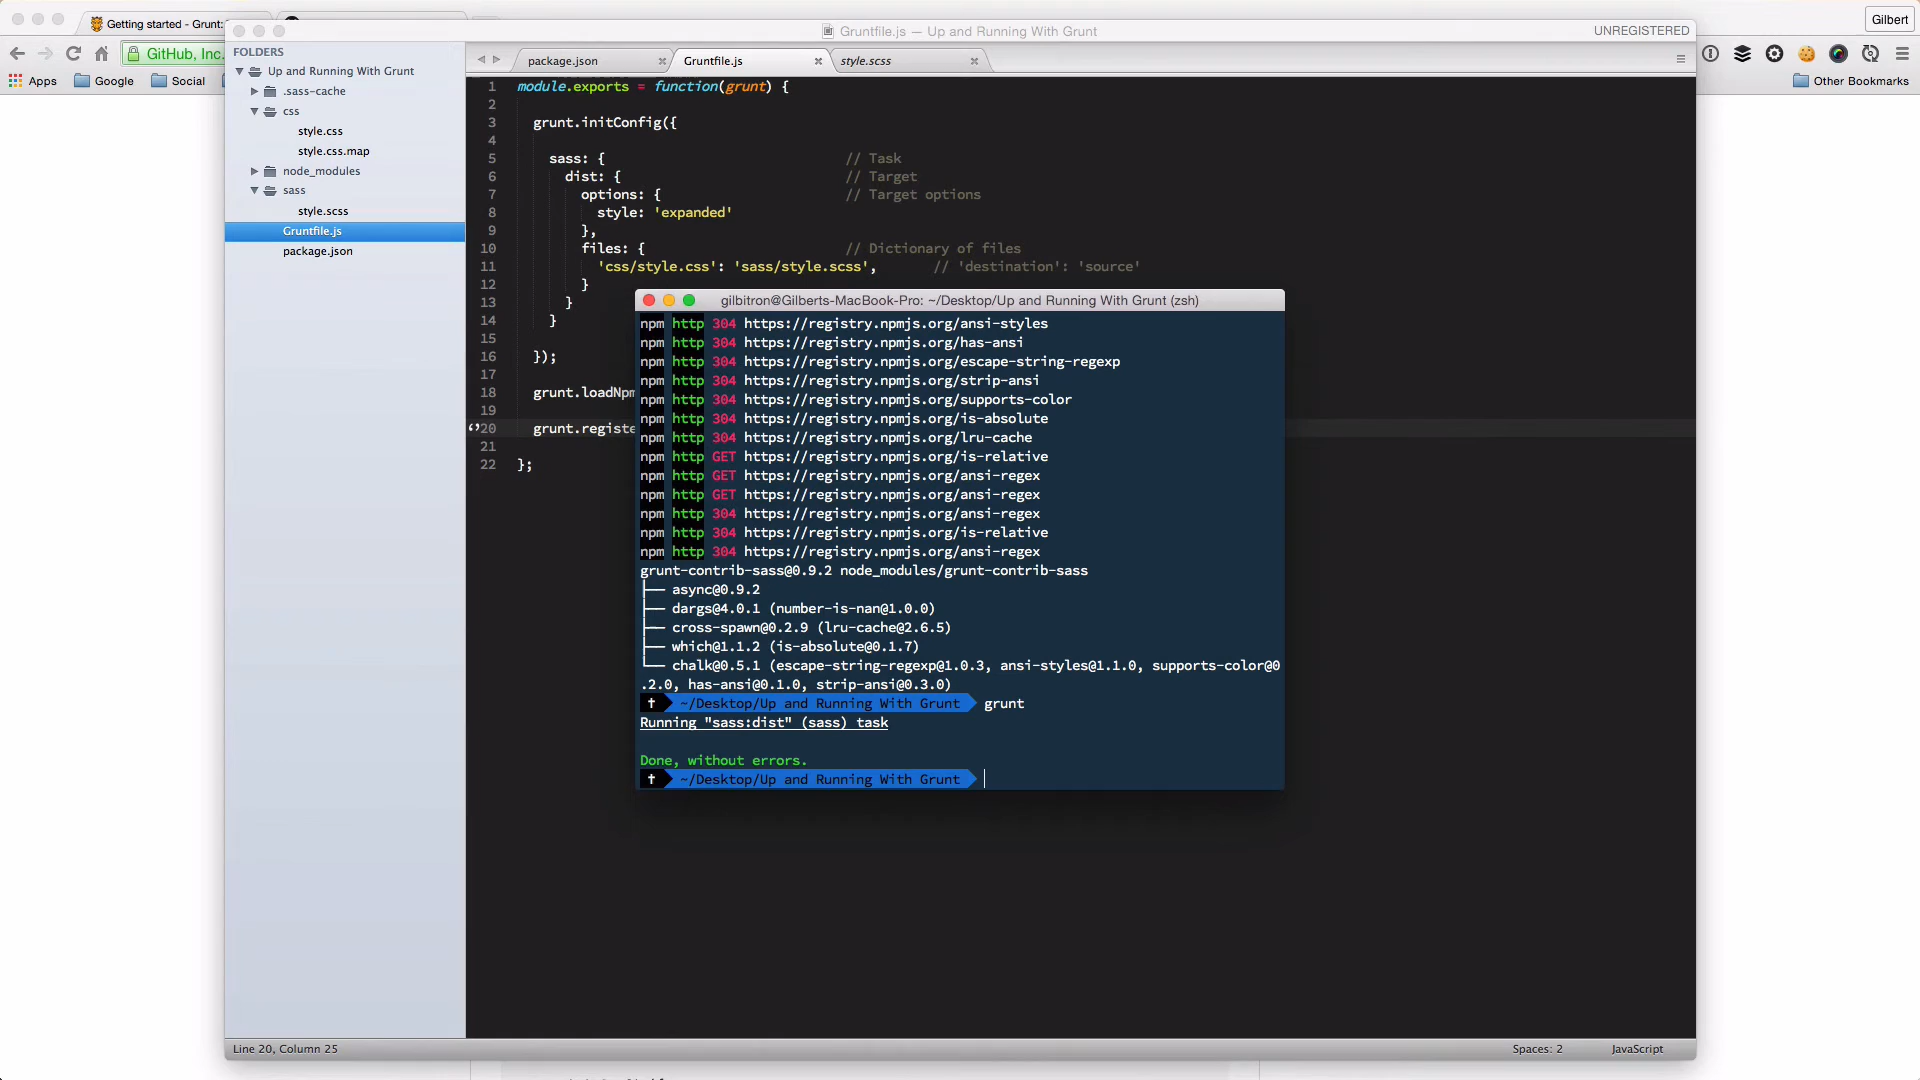 Getting started - Grunt:
Gilbert
GitHub, Inc.
Apps
Google
Social
Other Bookmarks
Gruntfile.js — Up and Running With Grunt
UNREGISTERED
FOLDERS
Up and Running With Grunt
.sass-cache
css
style.css
style.css.map
node_modules
sass
style.scss
Gruntfile.js
package.json
package.json
Gruntfile.js
style.scss
1 module.exports = function(grunt) {
2
3 grunt.initConfig({
4
5 sass: { // Task
6 dist: { // Target
7 options: { // Target options
8 style: 'expanded'
9 },
10 files: { // Dictionary of files
11 'css/style.css': 'sass/style.scss', // 'destination': 'source'
12 }
13 }
14 }
15
16 });
17
18 grunt.loadNpm
19
20 grunt.registe
21
22 };
gilbitron@Gilberts-MacBook-Pro: ~/Desktop/Up and Running With Grunt (zsh)
npm http 304 https://registry.npmjs.org/ansi-styles
npm http 304 https://registry.npmjs.org/has-ansi
npm http 304 https://registry.npmjs.org/escape-string-regexp
npm http 304 https://registry.npmjs.org/strip-ansi
npm http 304 https://registry.npmjs.org/supports-color
npm http 304 https://registry.npmjs.org/is-absolute
npm http 304 https://registry.npmjs.org/lru-cache
npm http GET https://registry.npmjs.org/is-relative
npm http GET https://registry.npmjs.org/ansi-regex
npm http GET https://registry.npmjs.org/ansi-regex
npm http 304 https://registry.npmjs.org/ansi-regex
npm http 304 https://registry.npmjs.org/is-relative
npm http 304 https://registry.npmjs.org/ansi-regex
grunt-contrib-sass@0.9.2 node_modules/grunt-contrib-sass
├── async@0.9.2
├── dargs@4.0.1 (number-is-nan@1.0.0)
├── cross-spawn@0.2.9 (lru-cache@2.6.5)
├── which@1.1.2 (is-absolute@0.1.7)
└── chalk@0.5.1 (escape-string-regexp@1.0.3, ansi-styles@1.1.0, supports-color@0
.2.0, has-ansi@0.1.0, strip-ansi@0.3.0)
✝ ~/Desktop/Up and Running With Grunt grunt
Running "sass:dist" (sass) task
Done, without errors.
✝ ~/Desktop/Up and Running With Grunt
Line 20, Column 25
Spaces: 2
JavaScript